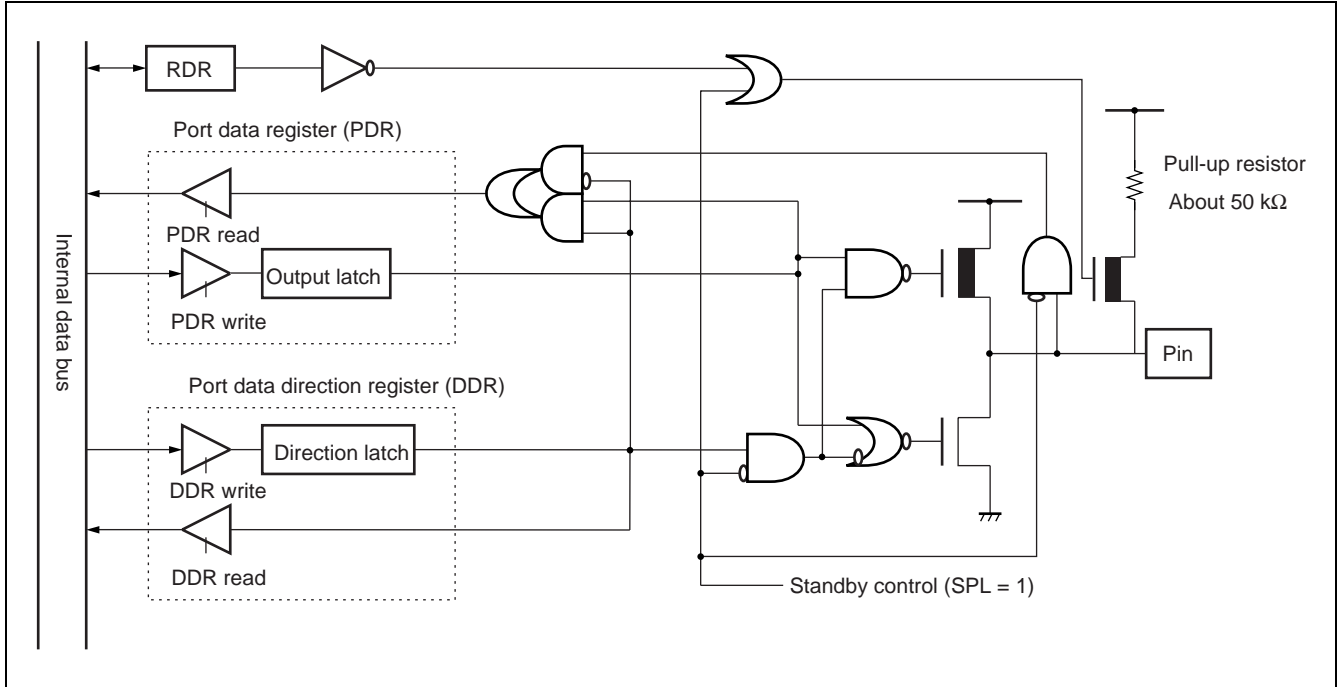 RDR
Port data register (PDR)
Pull-up resistor
About 50 kΩ
PDR read
Output latch
PDR write
Internal data bus
Pin
Port data direction register (DDR)
Direction latch
DDR write
DDR read
Standby control (SPL = 1)